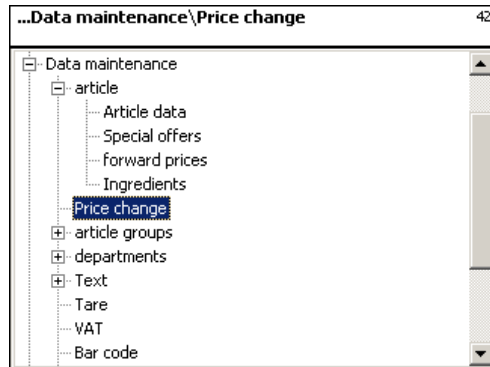 ...Data maintenance\Price change 42
Data maintenance
article
Article data
Special offers
forward prices
Ingredients
Price change
article groups
departments
Text
Tare
VAT
Bar code